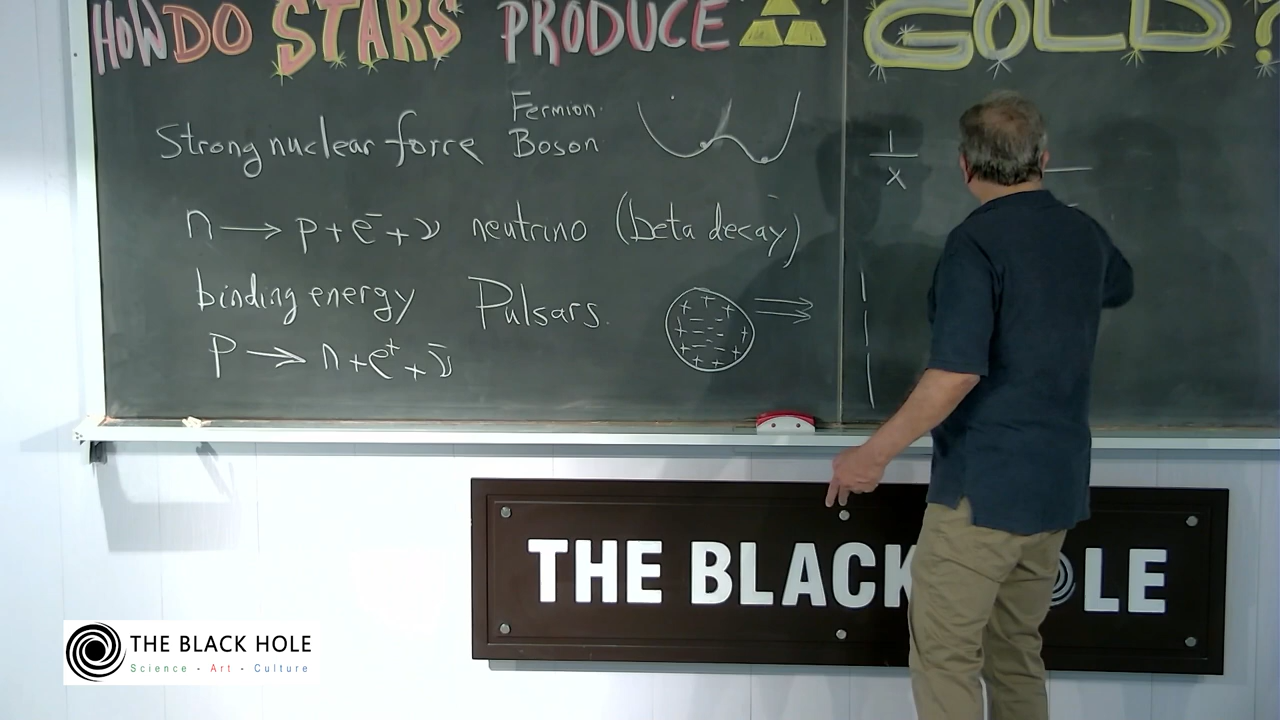 HOW DO STARS PRODUCE GOLD?
Strong nuclear force
Fermion
Boson
n → p + e⁻ + ν neutrino (beta decay)
binding energy Pulsars.
P → n + e⁺ + ν̄
1
x
THE BLACK LE
THE BLACK HOLE
Science - Art - Culture